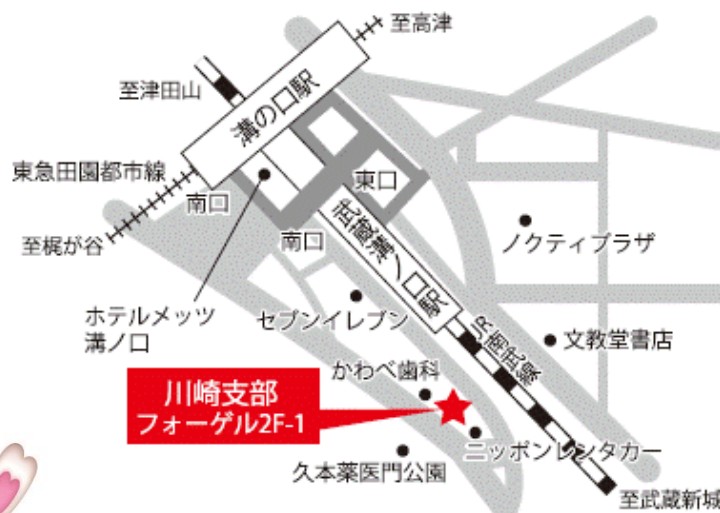 至高津
溝の口駅
至津田山
東急田園都市線
南口
東口
至梶が谷
南口
武蔵溝ノ口駅
ノクティプラザ
ホテルメッツ
溝ノ口
セブンイレブン
JR南武線
文教堂書店
かわべ歯科
川崎支部
フォーゲル2F-1
ニッポンレンタカー
久本薬医門公園
至武蔵新城